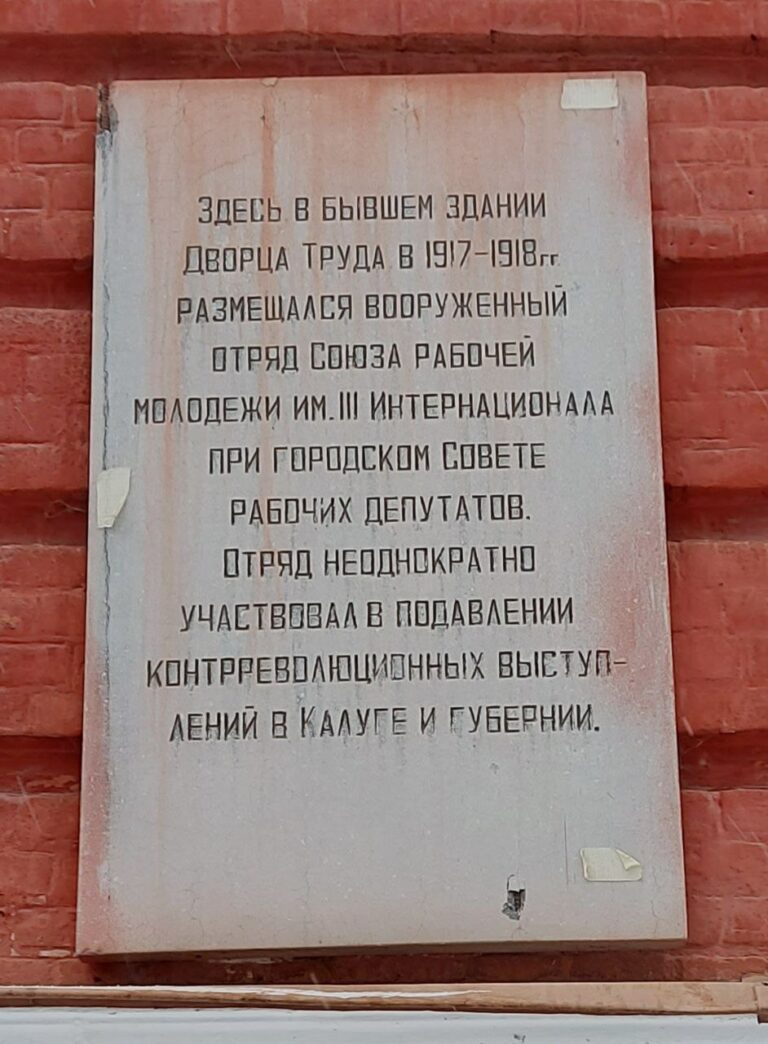 Здесь в бывшем здании
Дворца Труда в 1917-1918гг
размещался вооруженный
отряд Союза рабочей
молодежи им. III Интернационала
при городском Совете
рабочих депутатов.
Отряд неоднократно
участвовал в подавлении
контрреволюционных выступ-
лений в Калуге и губернии.